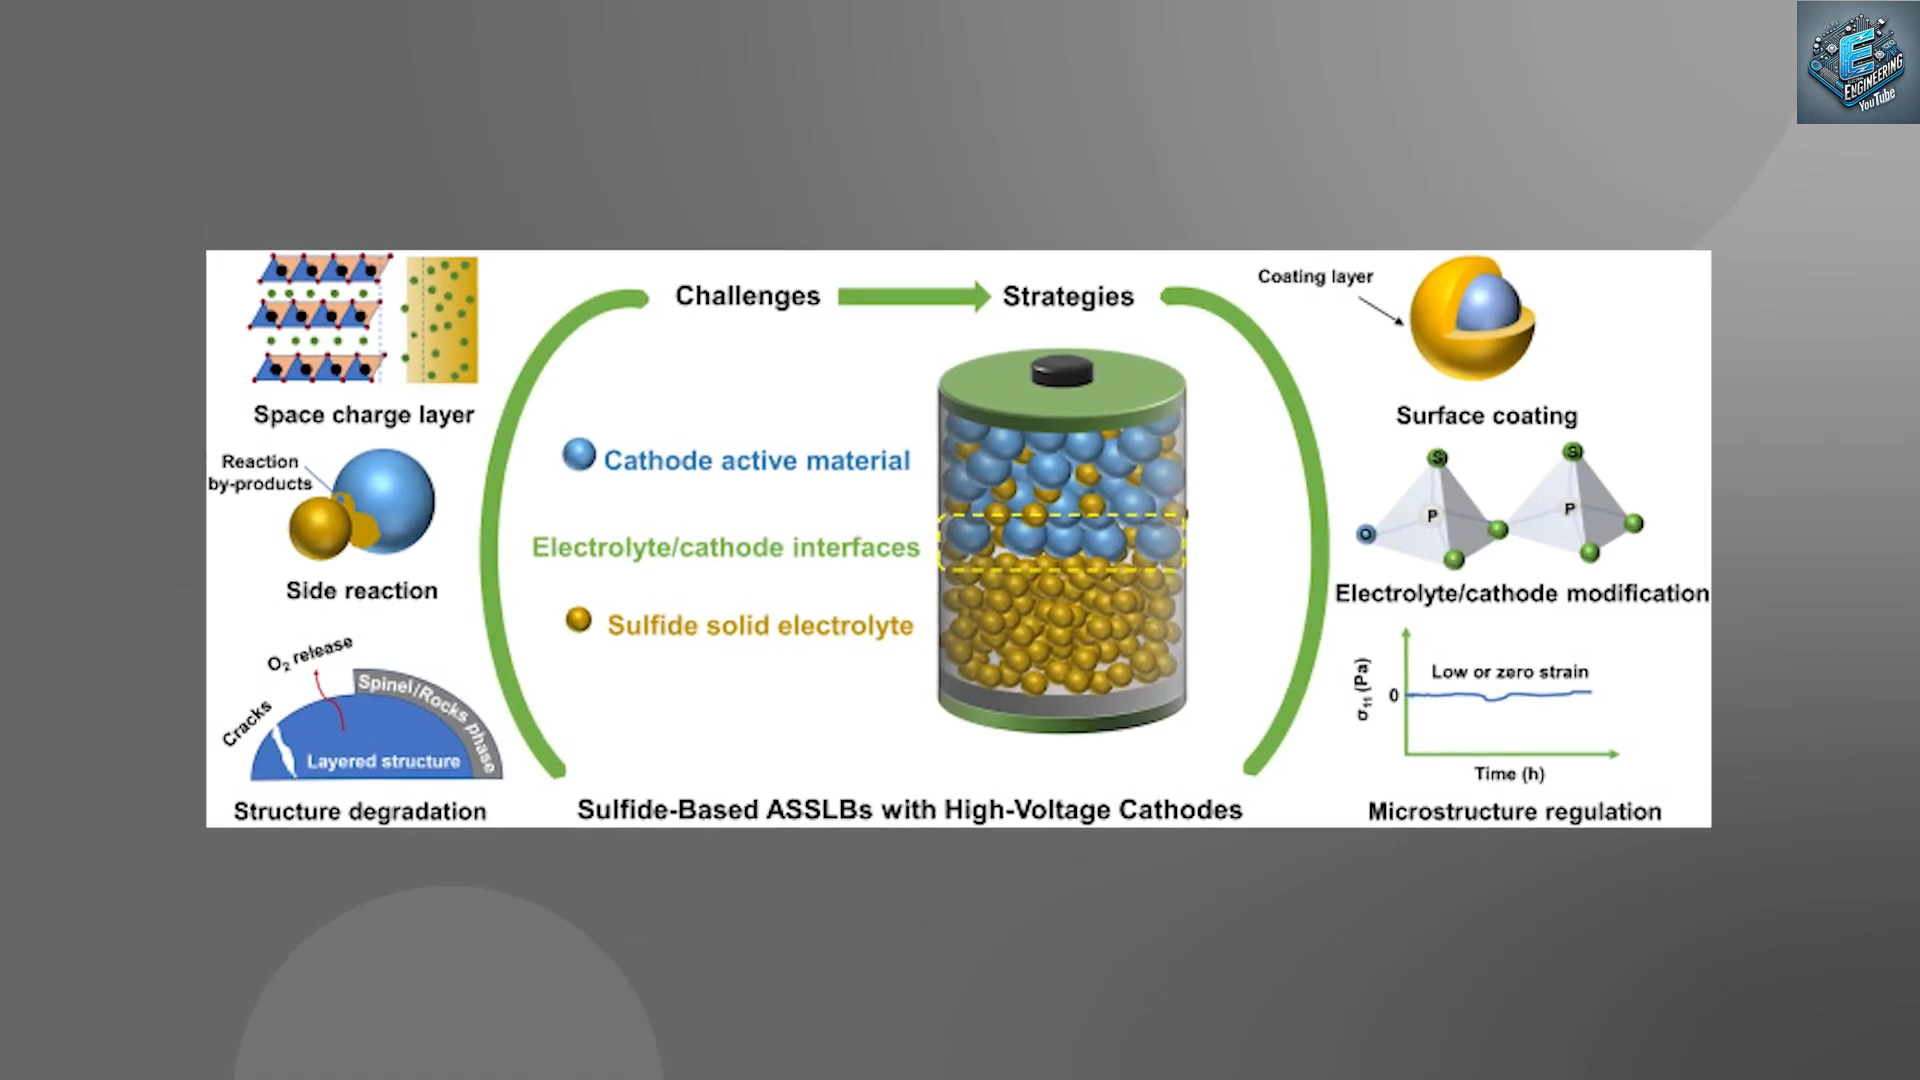 E
ENGINEERING
YouTube
Challenges
Strategies
Space charge layer
Reaction
by-products
Side reaction
O2 release
Cracks
Spinel/Rocks phase
Layered structure
Structure degradation
Cathode active material
Electrolyte/cathode interfaces
Sulfide solid electrolyte
Sulfide-Based ASSLBs with High-Voltage Cathodes
Coating layer
Surface coating
S
S
P
P
O
Electrolyte/cathode modification
σ11 (Pa)
0
Low or zero strain
Time (h)
Microstructure regulation